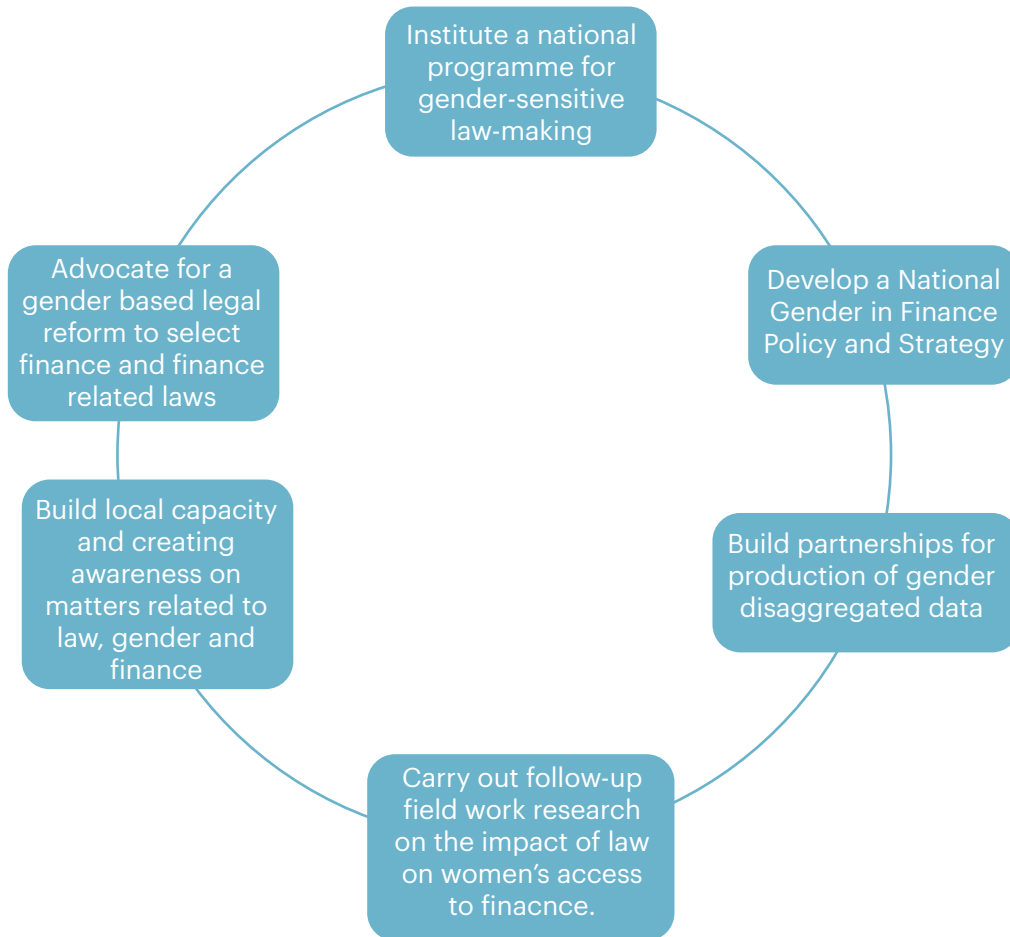 Institute a national
programme for
gender-sensitive
law-making
Develop a National
Gender in Finance
Policy and Strategy
Build partnerships for
production of gender
disaggregated data
Carry out follow-up
field work research
on the impact of law
on women’s access
to finacnce.
Build local capacity
and creating
awareness on
matters related to
law, gender and
finance
Advocate for a
gender based legal
reform to select
finance and finance
related laws